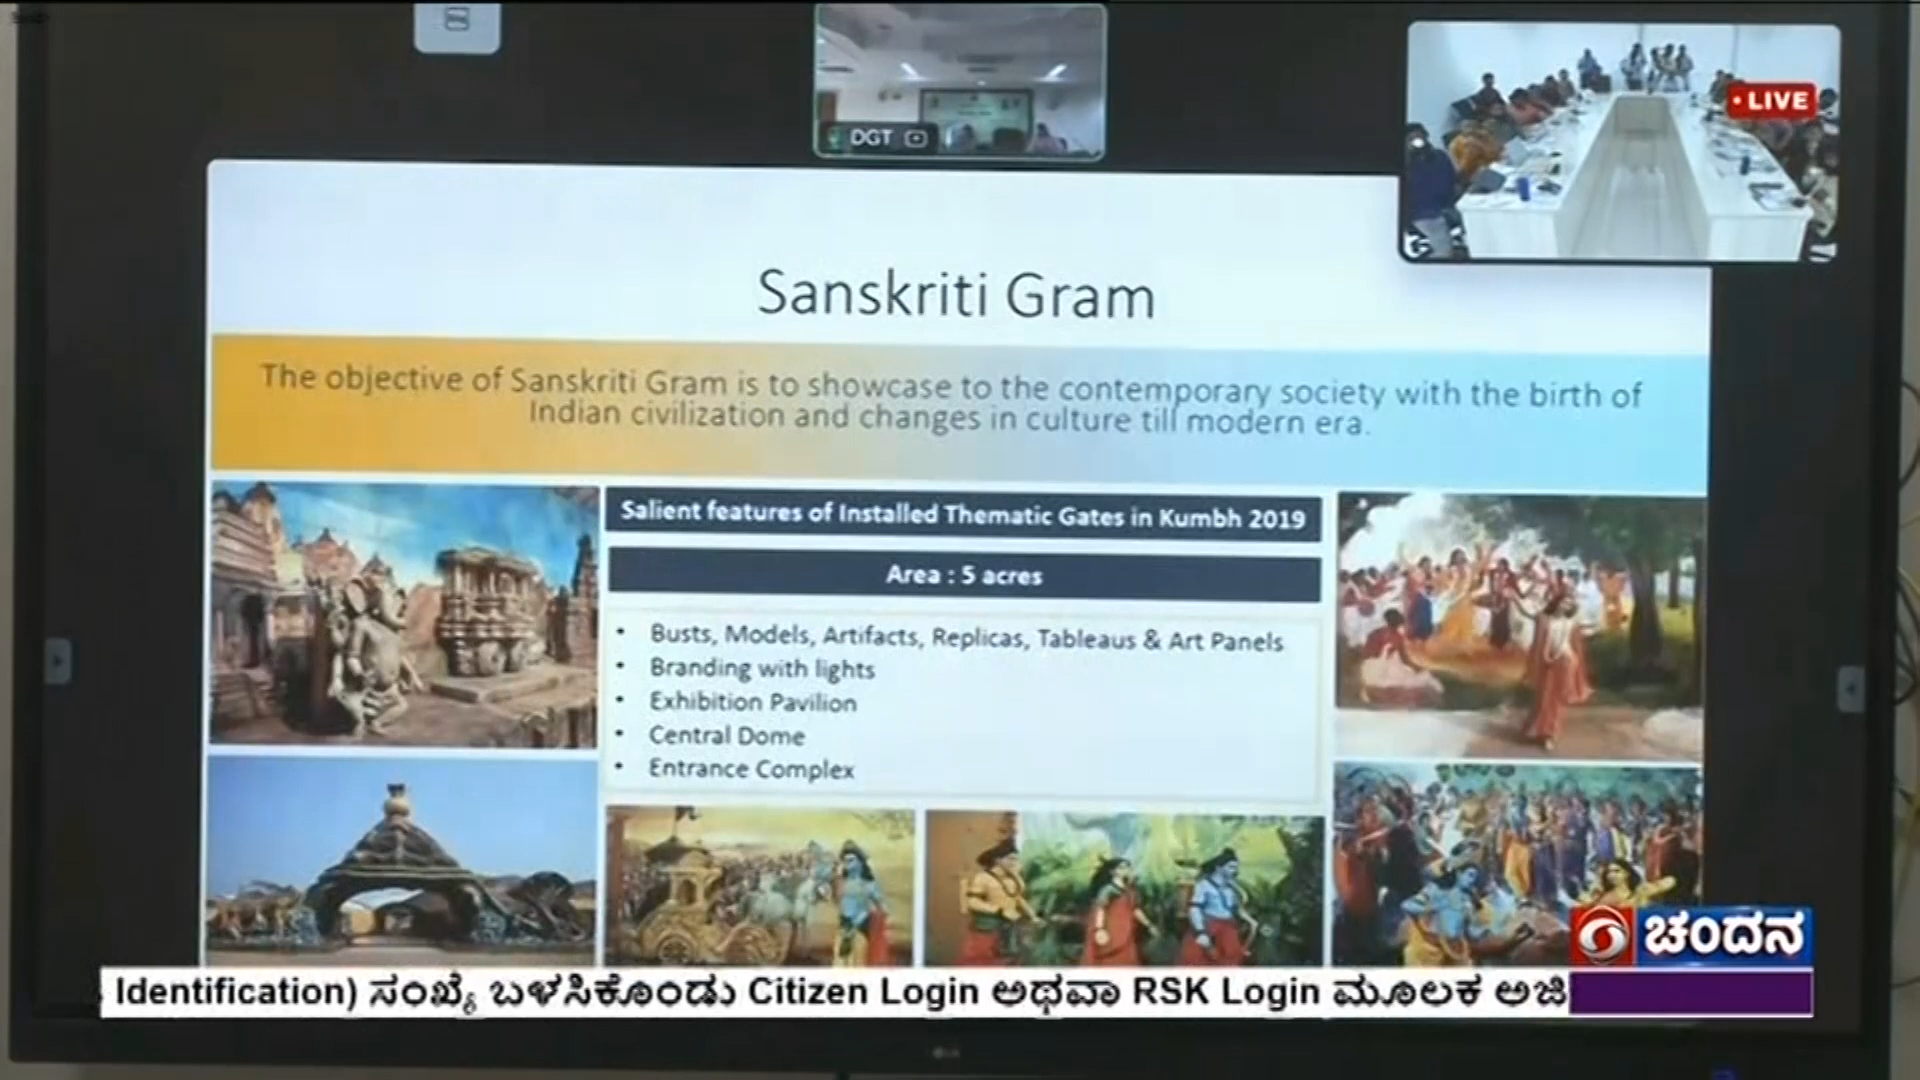 DGT
• LIVE
Sanskriti Gram
The objective of Sanskriti Gram is to showcase to the contemporary society with the birth of
Indian civilization and changes in culture till modern era.
Salient features of Installed Thematic Gates in Kumbh 2019
Area : 5 acres
• Busts, Models, Artifacts, Replicas, Tableaus & Art Panels
• Branding with lights
• Exhibition Pavilion
• Central Dome
• Entrance Complex
ಚಂದನ
Identification) ಸಂಖ್ಯೆ ಬಳಸಿಕೊಂಡು Citizen Login ಅಥವಾ RSK Login ಮೂಲಕ ಅಜಿ
LG